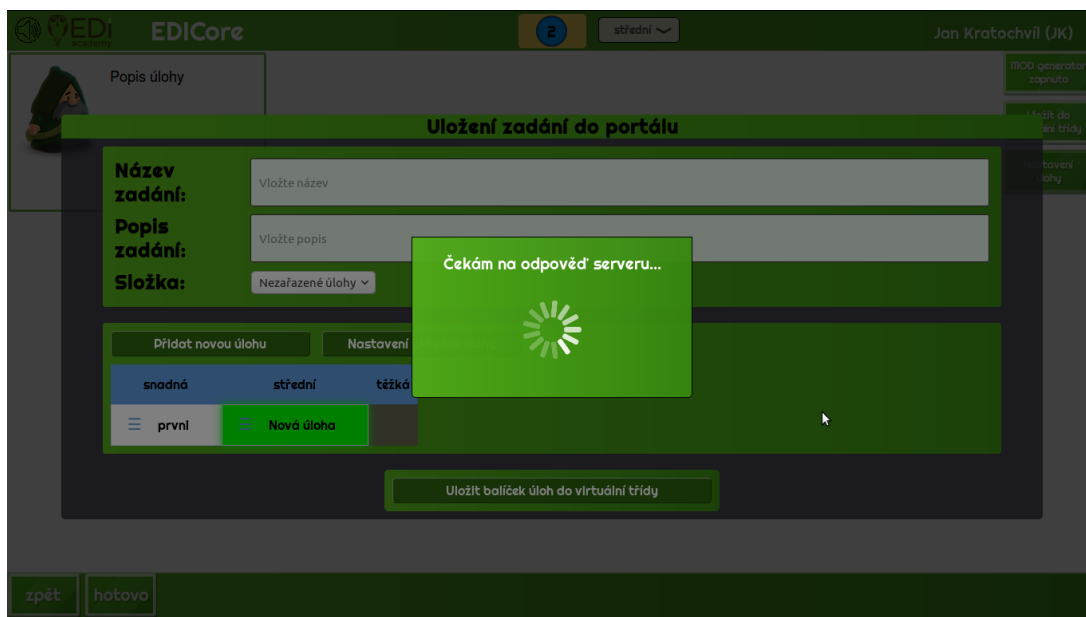 EDI
academy
EDICore
2
střední
Jan Kratochvíl (JK)
Popis úlohy
MOD generator
zapnuto
Uložení zadání do portálu
Název
zadání:
Vložte název
Popis
zadání:
Vložte popis
Čekám na odpověď serveru...
Složka:
Nezařazené úlohy
Přidat novou úlohu
Nastavení
snadná
střední
těžká
první
Nová úloha
Uložit balíček úloh do virtuální třídy
zpět
hotovo